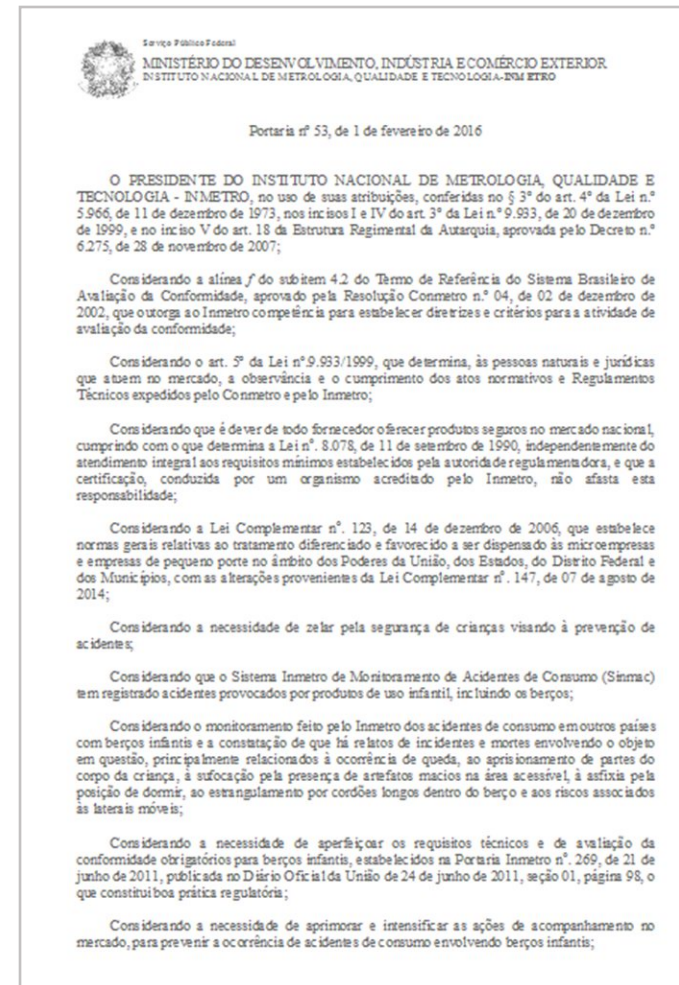 Serviço Público Federal
MINISTÉRIO DO DESENVOLVIMENTO, INDÚSTRIA E COMÉRCIO EXTERIOR
INSTITUTO NACIONAL DE METROLOGIA, QUALIDADE E TECNOLOGIA-INMETRO
Portaria nº 53, de 1 de fevereiro de 2016
O PRESIDENTE DO INSTITUTO NACIONAL DE METROLOGIA, QUALIDADE E
TECNOLOGIA - INMETRO, no uso de suas atribuições, conferidas no § 3º do art. 4º da Lei n.º
5.966, de 11 de dezembro de 1973, nos incisos I e IV do art. 3º da Lei n.º 9.933, de 20 de dezembro
de 1999, e no inciso V do art. 18 da Estrutura Regimental da Autarquia, aprovada pelo Decreto n.º
6.275, de 28 de novembro de 2007;
Considerando a alínea f do subitem 4.2 do Termo de Referência do Sistema Brasileiro de
Avaliação da Conformidade, aprovado pela Resolução Conmetro n.º 04, de 02 de dezembro de
2002, que outorga ao Inmetro competência para estabelecer diretrizes e critérios para a atividade de
avaliação da conformidade;
Considerando o art. 5º da Lei nº.9.933/1999, que determina, às pessoas naturais e jurídicas
que atuem no mercado, a observância e o cumprimento dos atos normativos e Regulamentos
Técnicos expedidos pelo Conmetro e pelo Inmetro;
Considerando que é dever de todo fornecedor oferecer produtos seguros no mercado nacional,
cumprindo com o que determina a Lei nº. 8.078, de 11 de setembro de 1990, independentemente do
atendimento integral aos requisitos mínimos estabelecidos pela autoridade regulamentadora, e que a
certificação, conduzida por um organismo acreditado pelo Inmetro, não afasta esta
responsabilidade;
Considerando a Lei Complementar nº. 123, de 14 de dezembro de 2006, que estabelece
normas gerais relativas ao tratamento diferenciado e favorecido a ser dispensado às microempresas
e empresas de pequeno porte no âmbito dos Poderes da União, dos Estados, do Distrito Federal e
dos Municípios, com as alterações provenientes da Lei Complementar nº. 147, de 07 de agosto de
2014;
Considerando a necessidade de zelar pela segurança de crianças visando à prevenção de
acidentes;
Considerando que o Sistema Inmetro de Monitoramento de Acidentes de Consumo (Sinmac)
tem registrado acidentes provocados por produtos de uso infantil, incluindo os berços;
Considerando o monitoramento feito pelo Inmetro dos acidentes de consumo em outros países
com berços infantis e a constatação de que há relatos de incidentes e mortes envolvendo o objeto
em questão, principalmente relacionados à ocorrência de queda, ao aprisionamento de partes do
corpo da criança, à sufocação pela presença de artefatos macios na área acessível, à asfixia pela
posição de dormir, ao estrangulamento por cordões longos dentro do berço e aos riscos associados
às laterais móveis;
Considerando a necessidade de aperfeiçoar os requisitos técnicos e de avaliação da
conformidade obrigatórios para berços infantis, estabelecidos na Portaria Inmetro nº. 269, de 21 de
junho de 2011, publicada no Diário Oficial da União de 24 de junho de 2011, seção 01, página 98, o
que constitui boa prática regulatória;
Considerando a necessidade de aprimorar e intensificar as ações de acompanhamento no
mercado, para prevenir a ocorrência de acidentes de consumo envolvendo berços infantis;